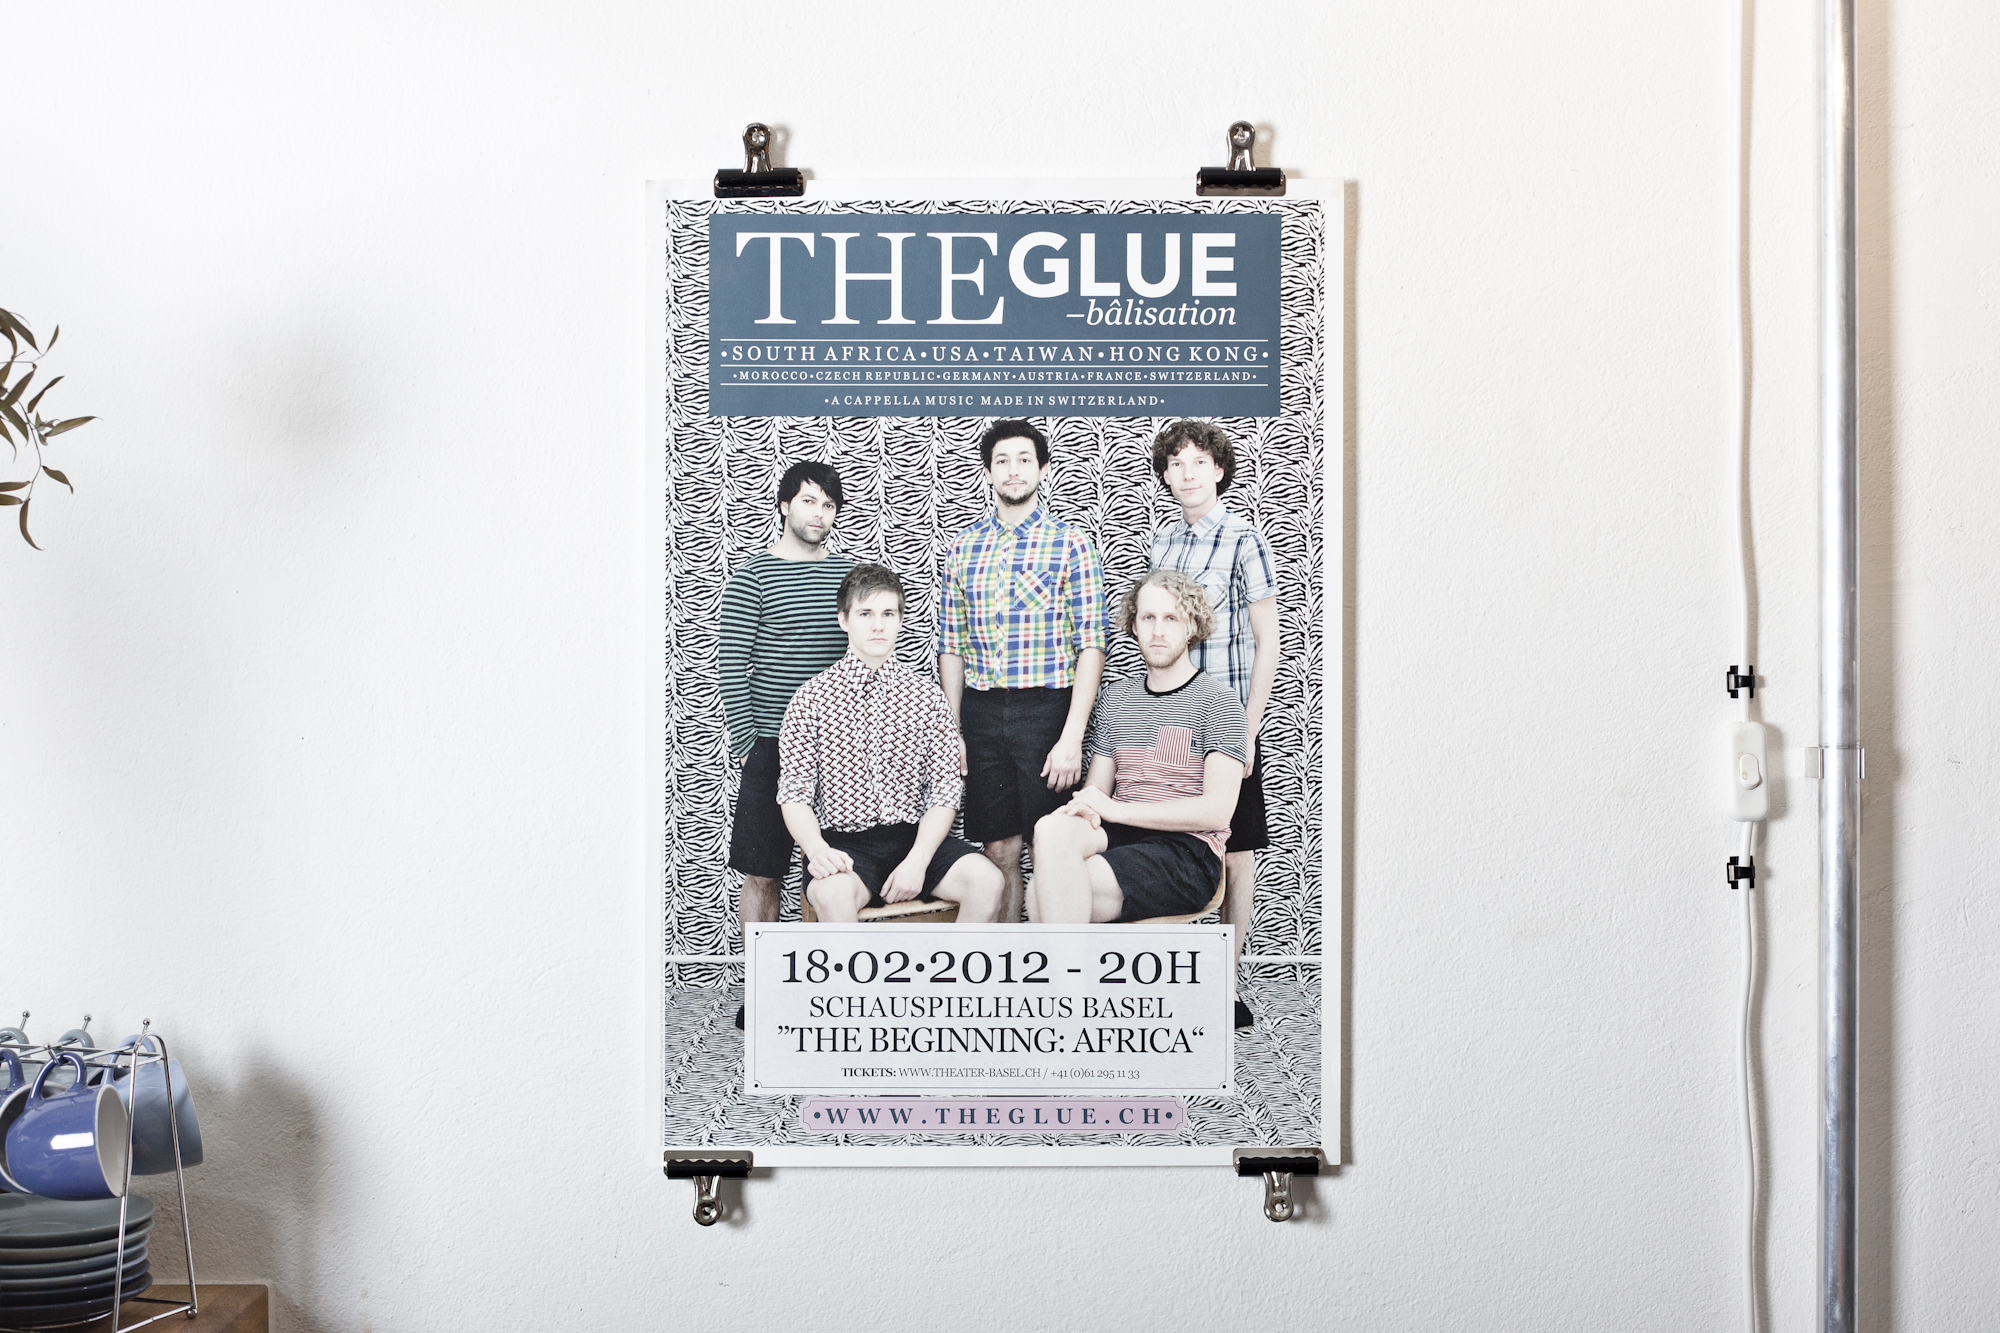 THE GLUE
–bâlisation
•SOUTH AFRICA•USA•TAIWAN•HONG KONG•
•MOROCCO•CZECH REPUBLIC•GERMANY•AUSTRIA•FRANCE•SWITZERLAND•
•A CAPPELLA MUSIC MADE IN SWITZERLAND•
18•02•2012 - 20H
SCHAUSPIELHAUS BASEL
”THE BEGINNING: AFRICA“
TICKETS: WWW.THEATER-BASEL.CH / +41 (0)61 295 11 33
•WWW.THEGLUE.CH•